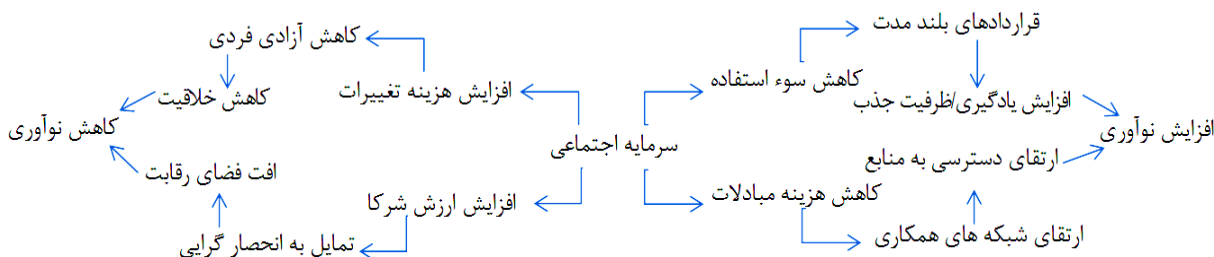 قراردادهای بلند مدت
کاهش آزادی فردی
کاهش سوء استفاده
افزایش هزینه تغییرات
افزایش یادگیری/ظرفیت جذب
کاهش خلاقیت
افزایش نوآوری
کاهش نوآوری
سرمایه اجتماعی
ارتقای دسترسی به منابع
افت فضای رقابت
کاهش هزینه مبادلات
افزایش ارزش شرکا
ارتقای شبکه های همکاری
تمایل به انحصار گرایی